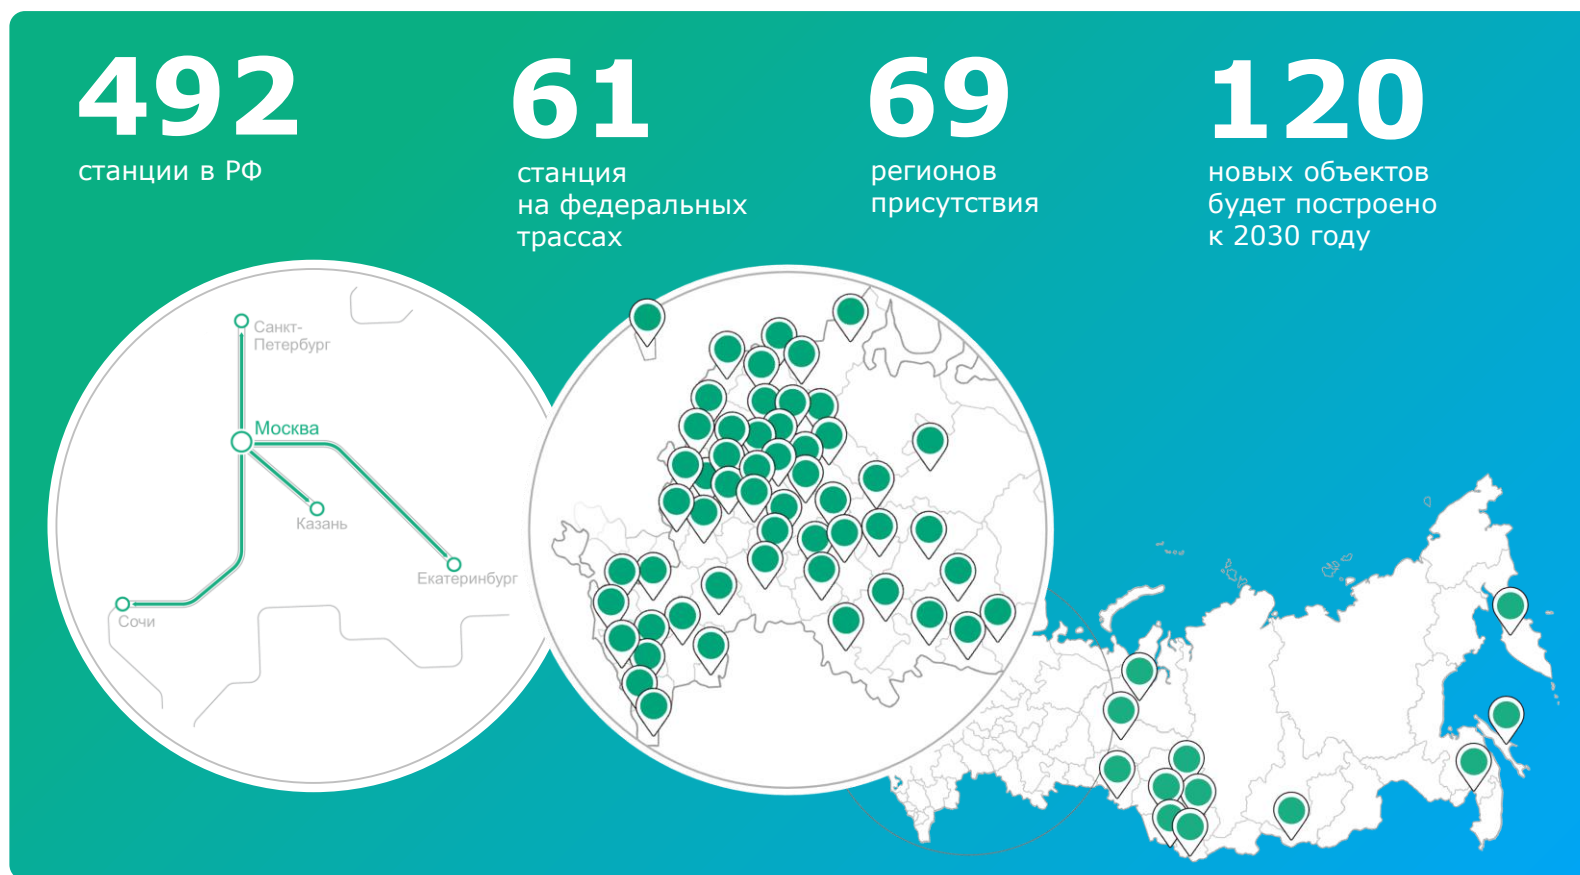 492
станции в РФ
61
станция
на федеральных
трассах
69
регионов
присутствия
120
новых объектов
будет построено
к 2030 году
Санкт-
Петербург
Москва
Казань
Екатеринбург
Сочи